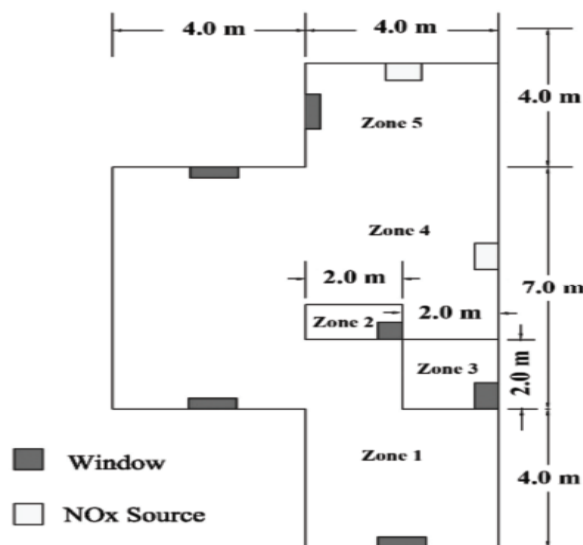 4.0 m
4.0 m
4.0 m
Zone 5
Zone 4
2.0 m
7.0 m
Zone 2
2.0 m
Zone 3
2.0 m
Zone 1
Window
4.0 m
NOx Source